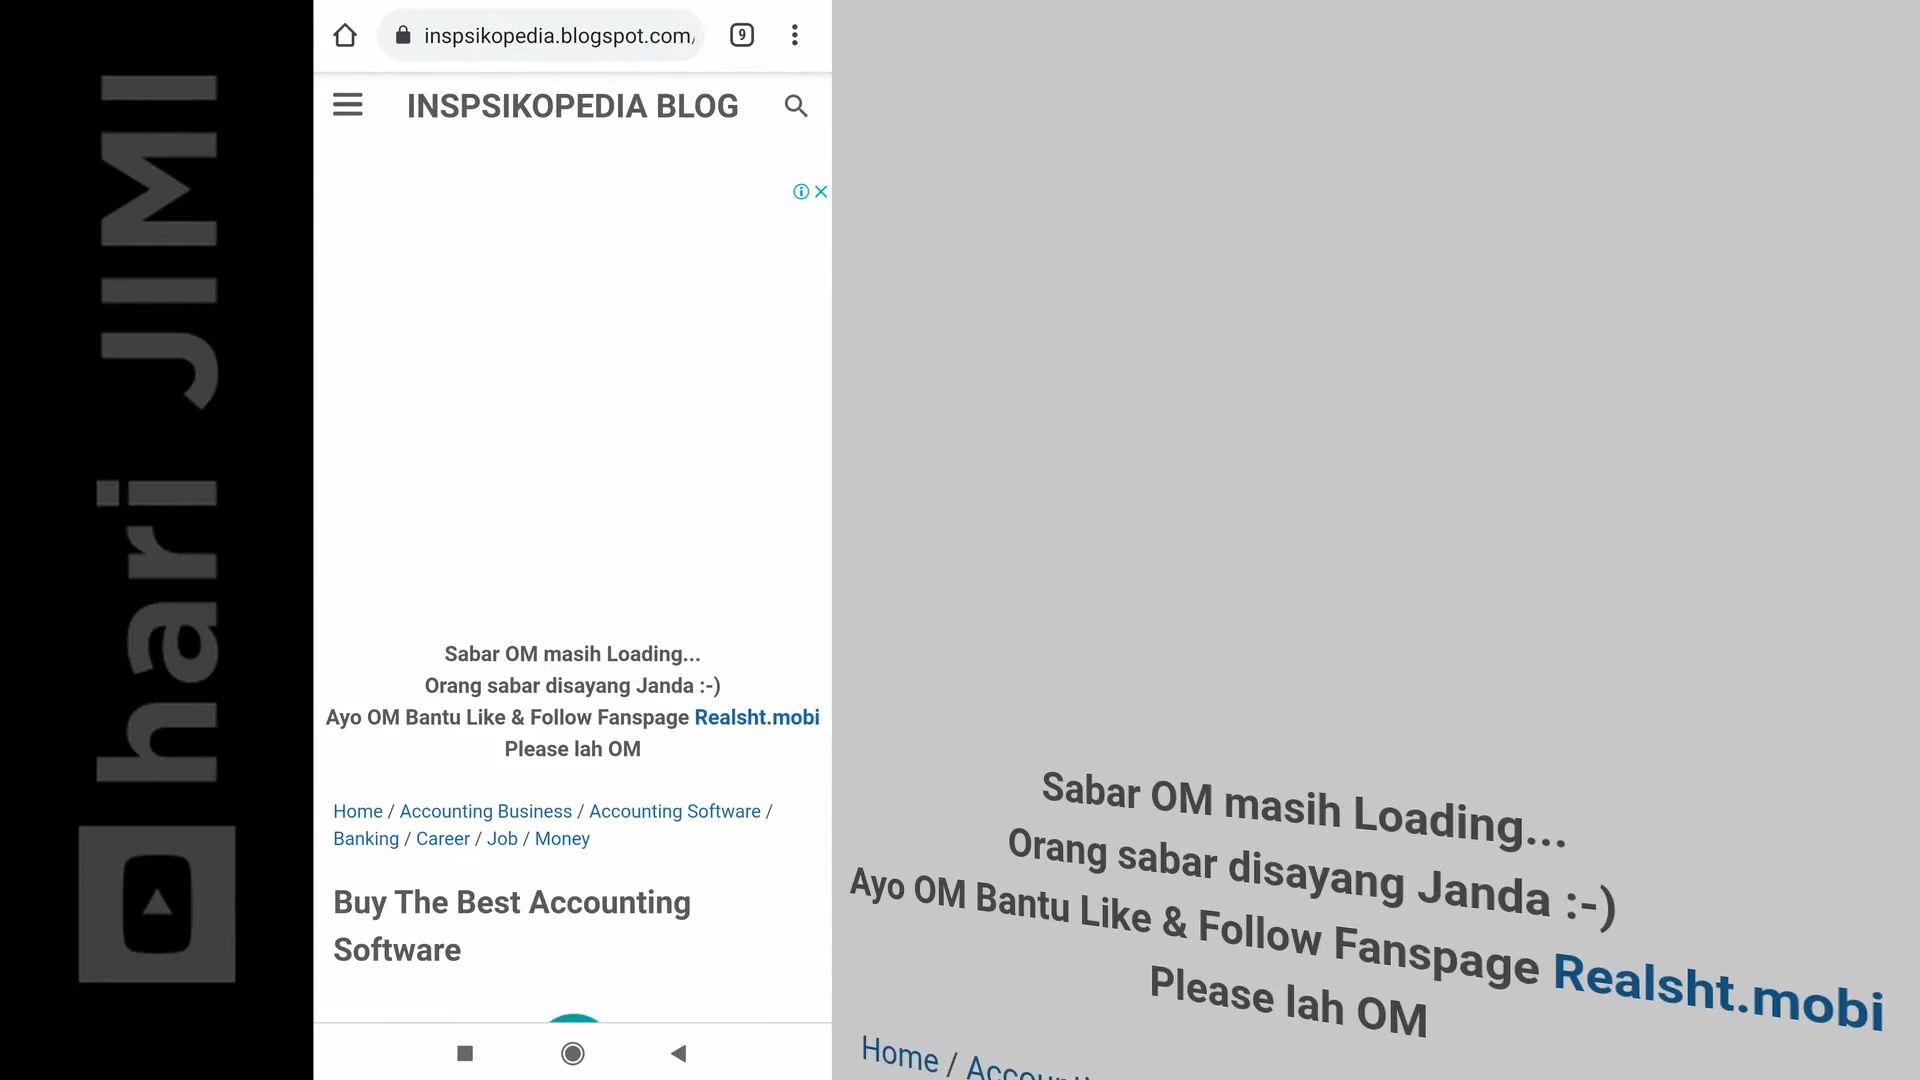 hari JIMI
inspsikopedia.blogspot.com/
9
INSPSIKOPEDIA BLOG
Sabar OM masih Loading...
Orang sabar disayang Janda :-)
Ayo OM Bantu Like & Follow Fanspage Realsht.mobi
Please lah OM
Home / Accounting Business / Accounting Software /
Banking / Career / Job / Money
Buy The Best Accounting
Software
Sabar OM masih Loading...
Orang sabar disayang Janda :-)
Ayo OM Bantu Like & Follow Fanspage Realsht.mobi
Please lah OM
Home /